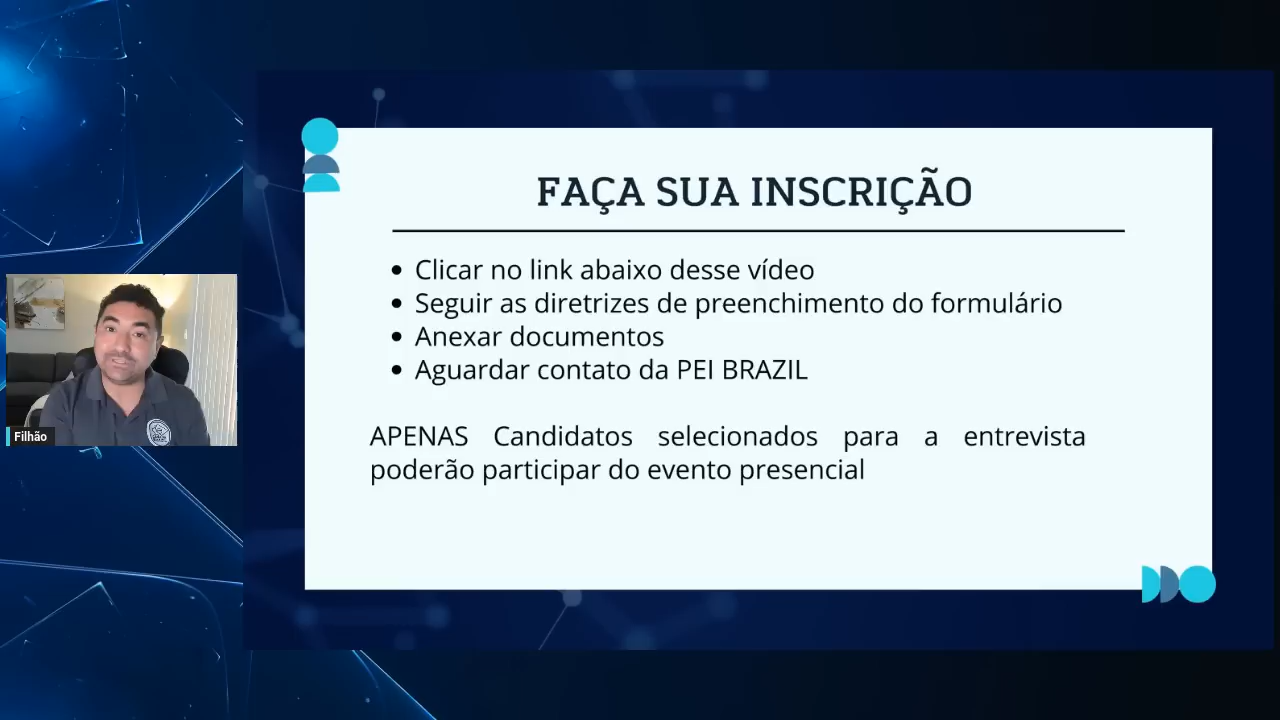 FAÇA SUA INSCRIÇÃO
Clicar no link abaixo desse vídeo
Seguir as diretrizes de preenchimento do formulário
Anexar documentos
Aguardar contato da PEI BRAZIL
APENAS Candidatos selecionados para a entrevista
poderão participar do evento presencial
Filhão